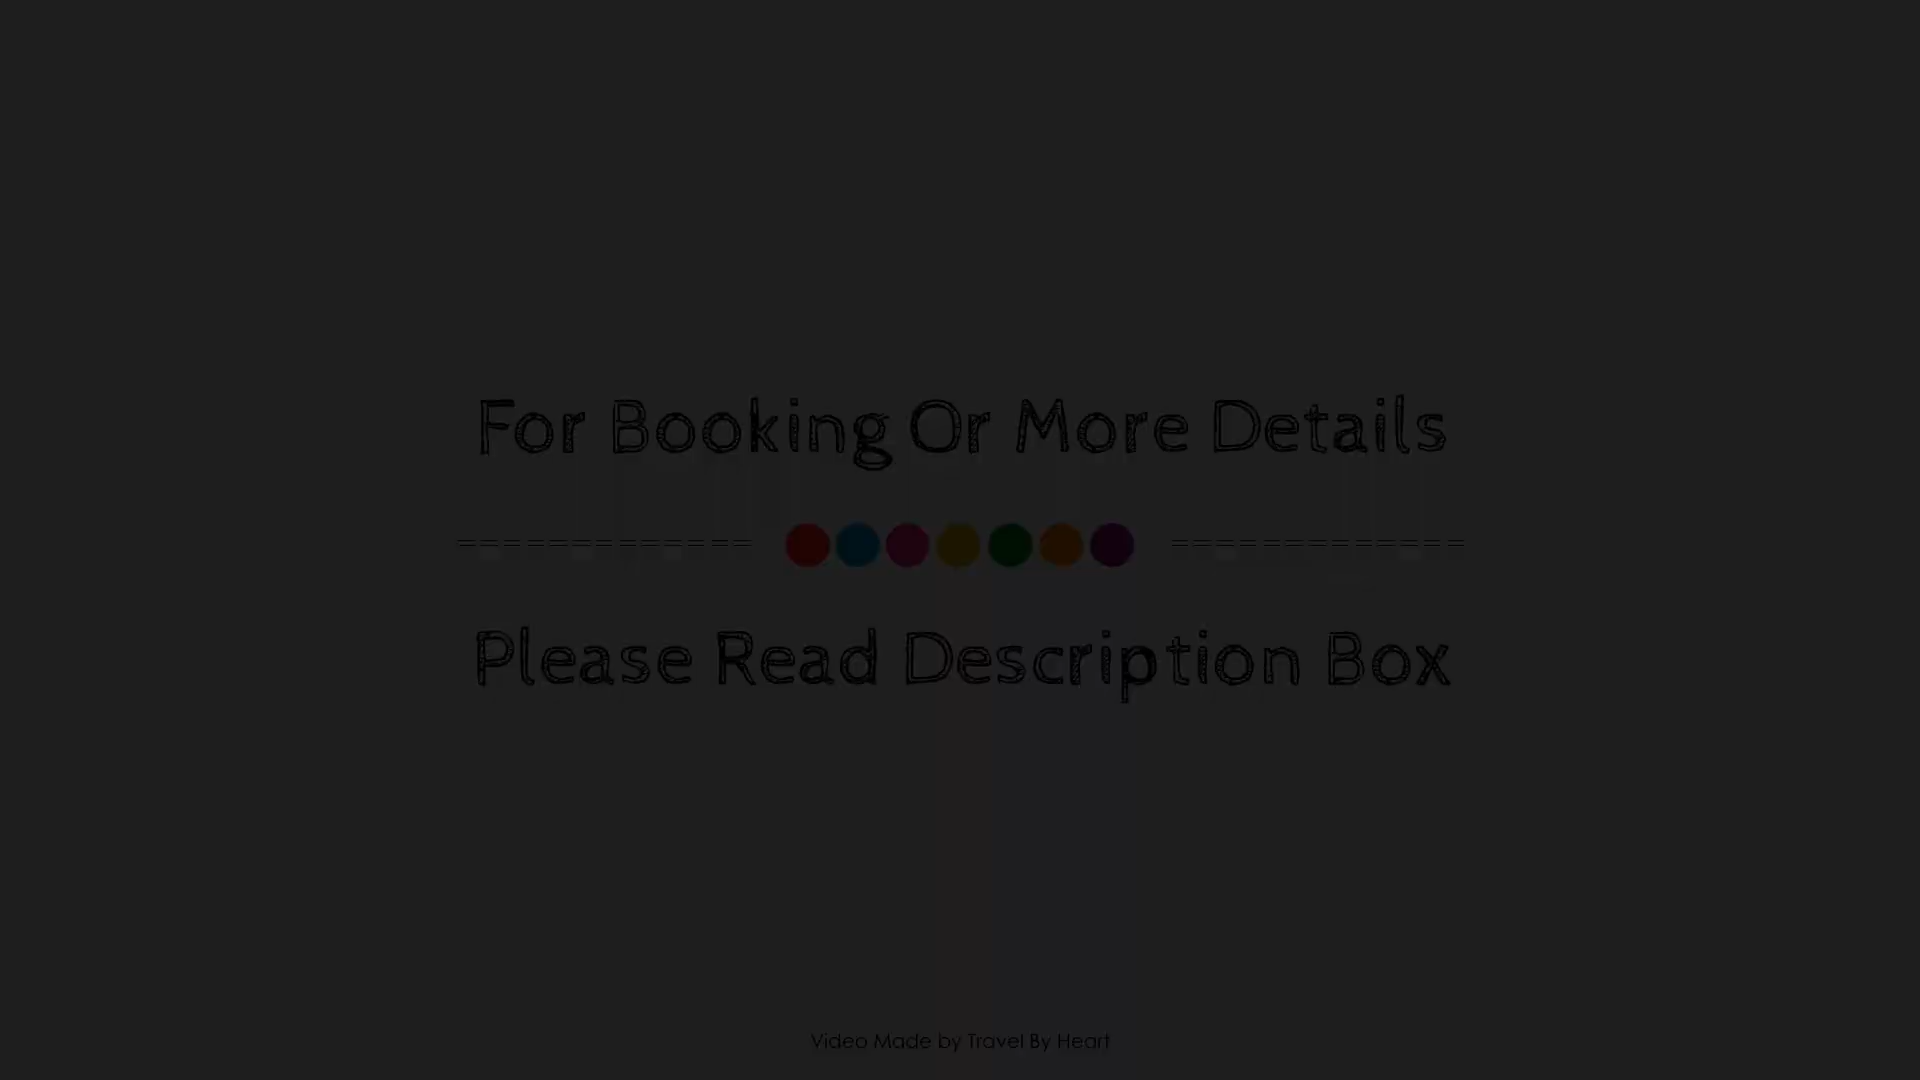 For Booking Or More Details
============= =============
Please Read Description Box
Video Made by Travel By Heart